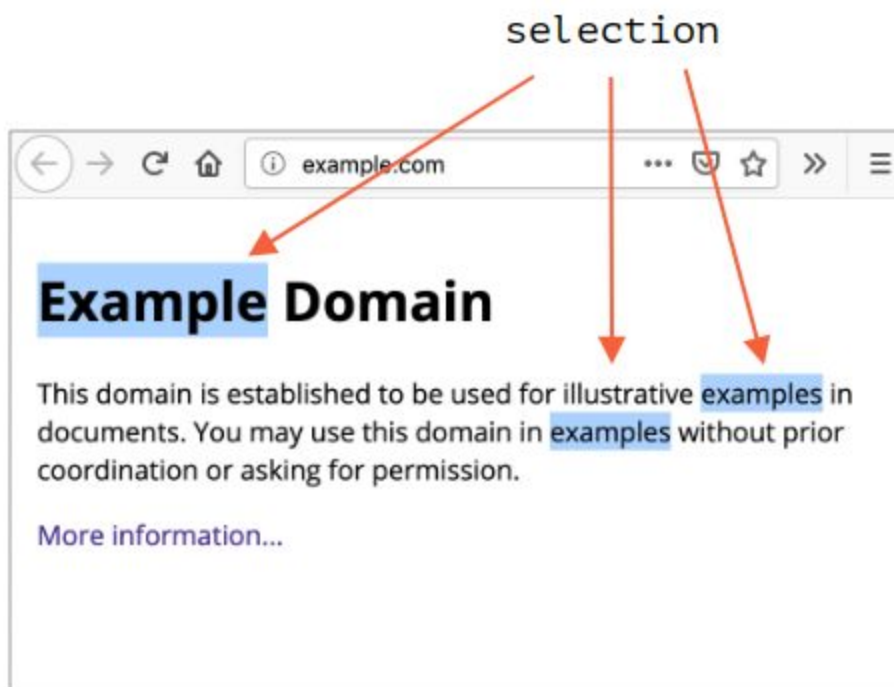 selection
example.com
Example Domain
This domain is established to be used for illustrative examples in
documents. You may use this domain in examples without prior
coordination or asking for permission.
More information...